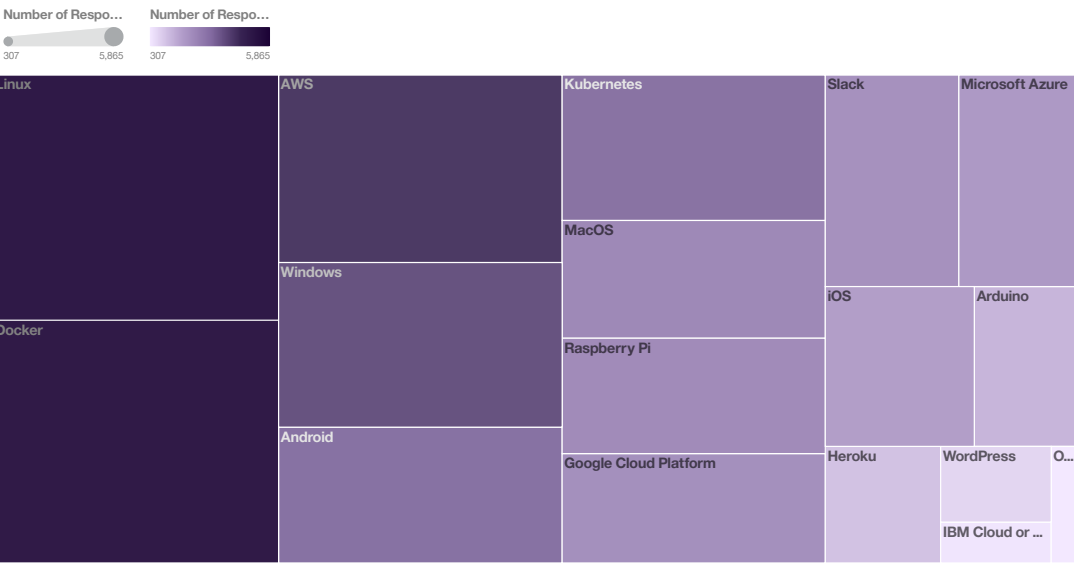 Number of Respo...
307
5,865
Number of Respo...
307
5,865
Linux
AWS
Kubernetes
Slack
Microsoft Azure
MacOS
Windows
iOS
Arduino
Docker
Raspberry Pi
Android
Google Cloud Platform
Heroku
WordPress
O...
IBM Cloud or ...